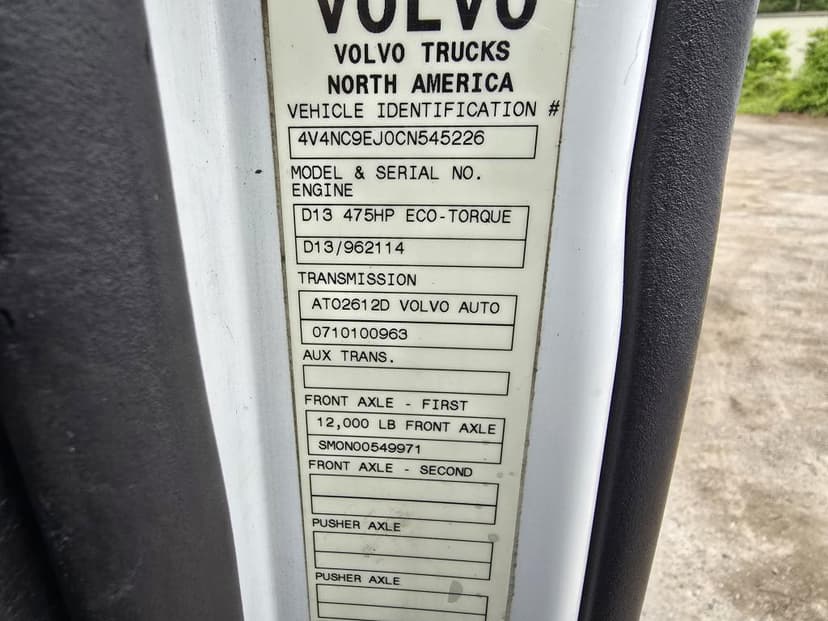 VOLVO
VOLVO TRUCKS
NORTH AMERICA
VEHICLE IDENTIFICATION #
4V4NC9EJ0CN545226
MODEL & SERIAL NO.
ENGINE
D13 475HP ECO-TORQUE
D13/962114
TRANSMISSION
ATO2612D VOLVO AUTO
0710100963
AUX TRANS.
FRONT AXLE - FIRST
12,000 LB FRONT AXLE
SMON00549971
FRONT AXLE - SECOND
PUSHER AXLE
PUSHER AXLE